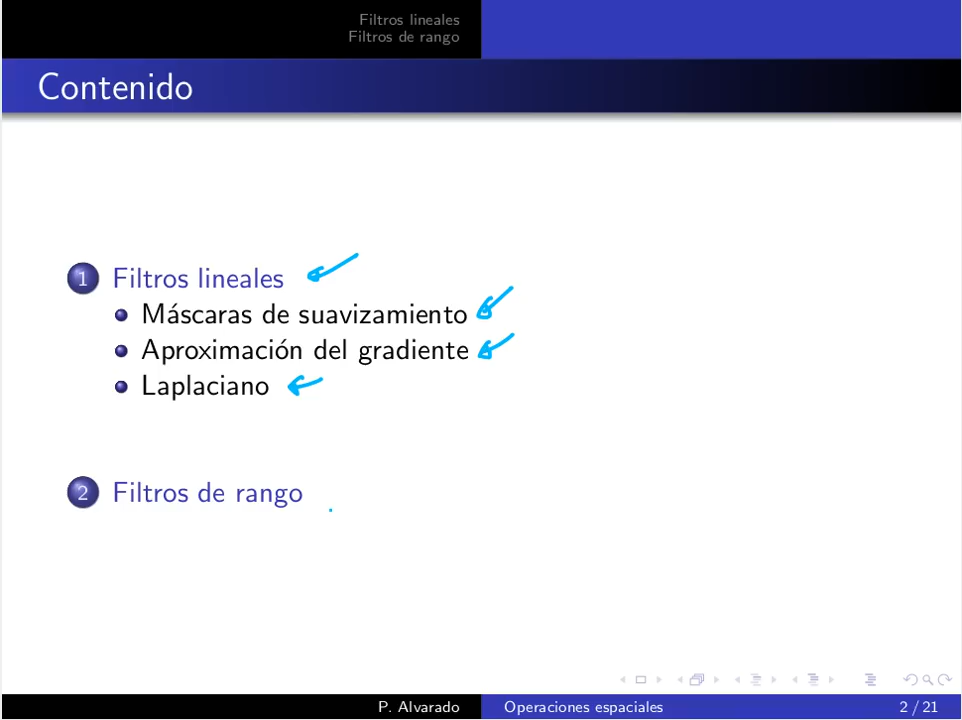 Filtros lineales
Filtros de rango
Contenido
1 Filtros lineales
Máscaras de suavizamiento
Aproximación del gradiente
Laplaciano
2 Filtros de rango
P. Alvarado Operaciones espaciales 2 / 21